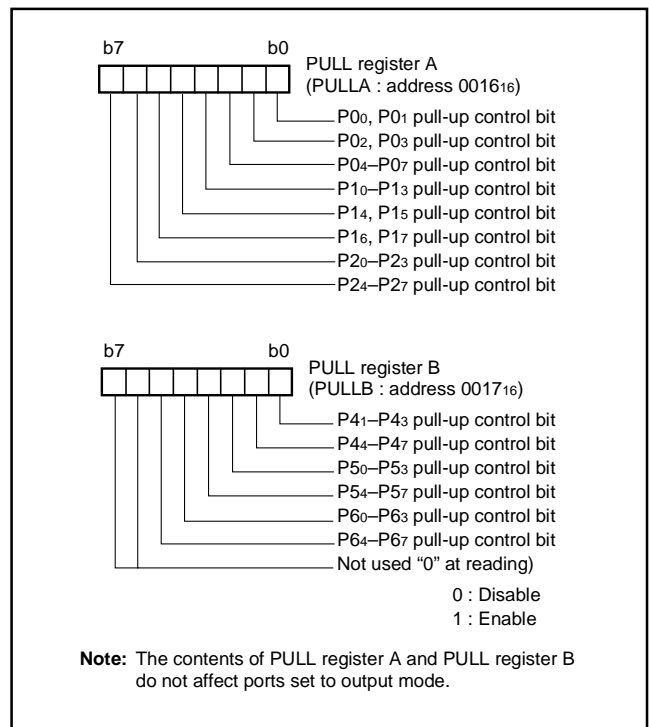 b7 b0
PULL register A
(PULLA : address 001616)
P00, P01 pull-up control bit
P02, P03 pull-up control bit
P04–P07 pull-up control bit
P10–P13 pull-up control bit
P14, P15 pull-up control bit
P16, P17 pull-up control bit
P20–P23 pull-up control bit
P24–P27 pull-up control bit
b7 b0
PULL register B
(PULLB : address 001716)
P41–P43 pull-up control bit
P44–P47 pull-up control bit
P50–P53 pull-up control bit
P54–P57 pull-up control bit
P60–P63 pull-up control bit
P64–P67 pull-up control bit
Not used “0” at reading)
0 : Disable
1 : Enable
Note: The contents of PULL register A and PULL register B
do not affect ports set to output mode.